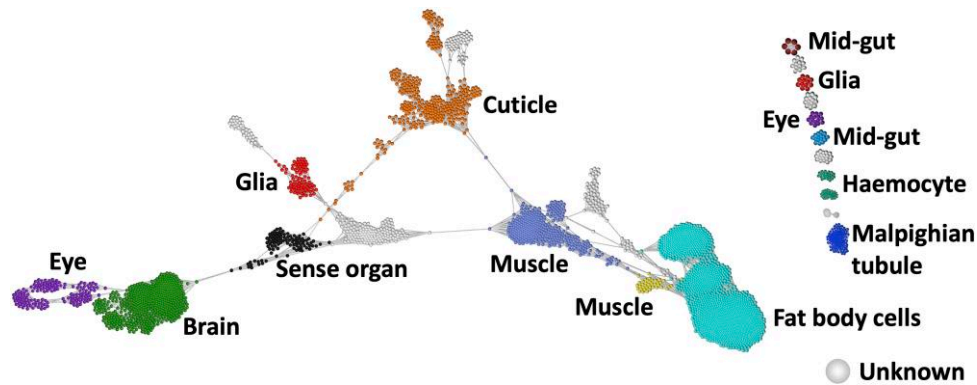 Cuticle
Glia
Sense organ
Eye
Brain
Muscle
Muscle
Fat body cells
Mid-gut
Glia
Eye
Mid-gut
Haemocyte
Malpighian
tubule
Unknown